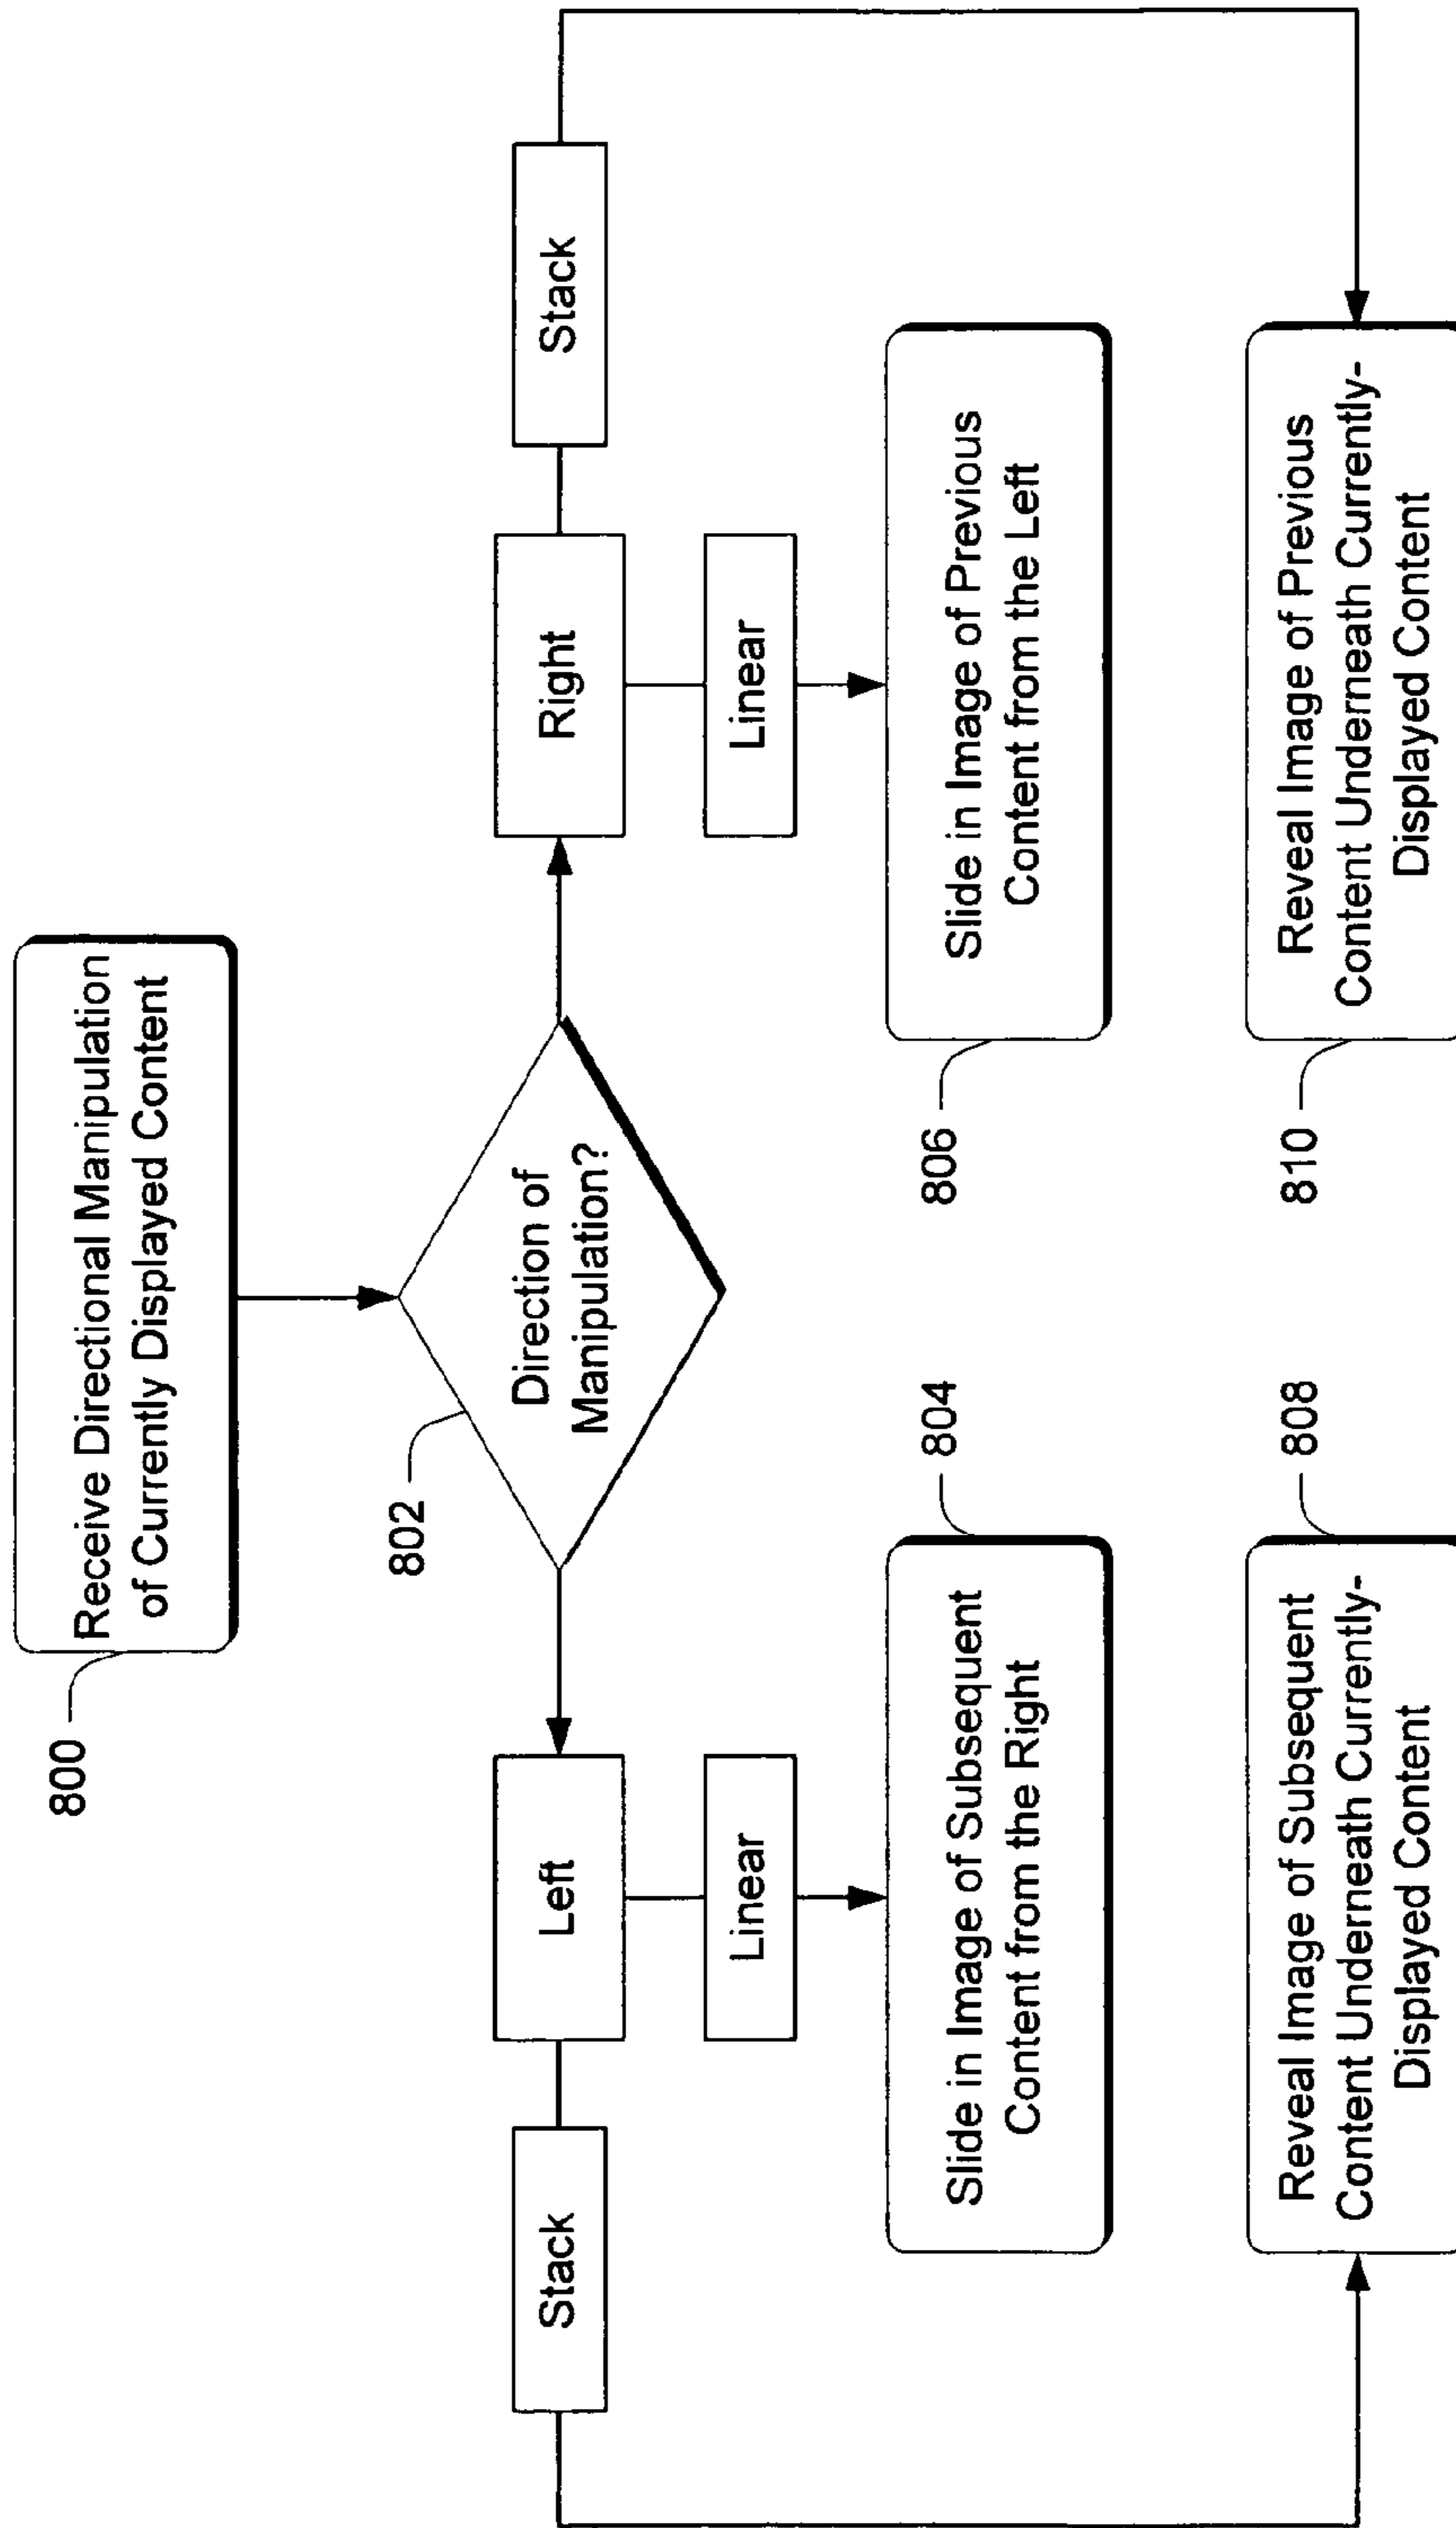 800
Receive Directional Manipulation
of Currently Displayed Content
802
Direction of
Manipulation?
Stack
Left
Right
Stack
Linear
Linear
804
Slide in Image of Subsequent
Content from the Right
806
Slide in Image of Previous
Content from the Left
808
Reveal Image of Subsequent
Content Underneath Currently-
Displayed Content
810
Reveal Image of Previous
Content Underneath Currently-
Displayed Content